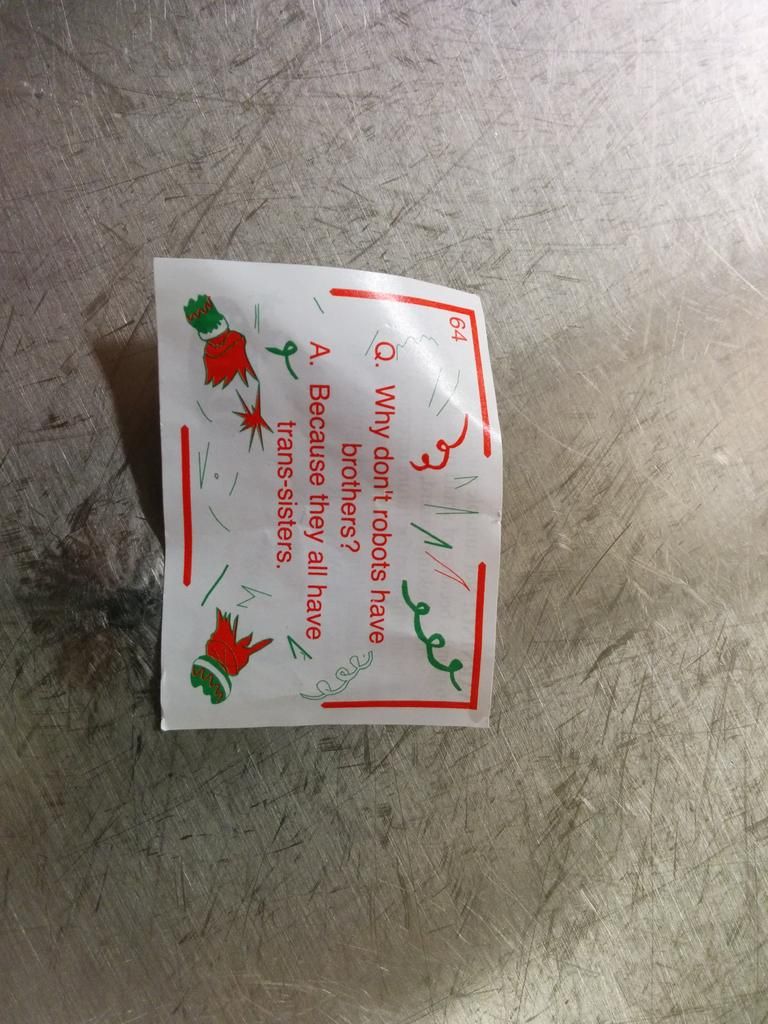 64
Q. Why don't robots have
brothers?
A. Because they all have
trans-sisters.